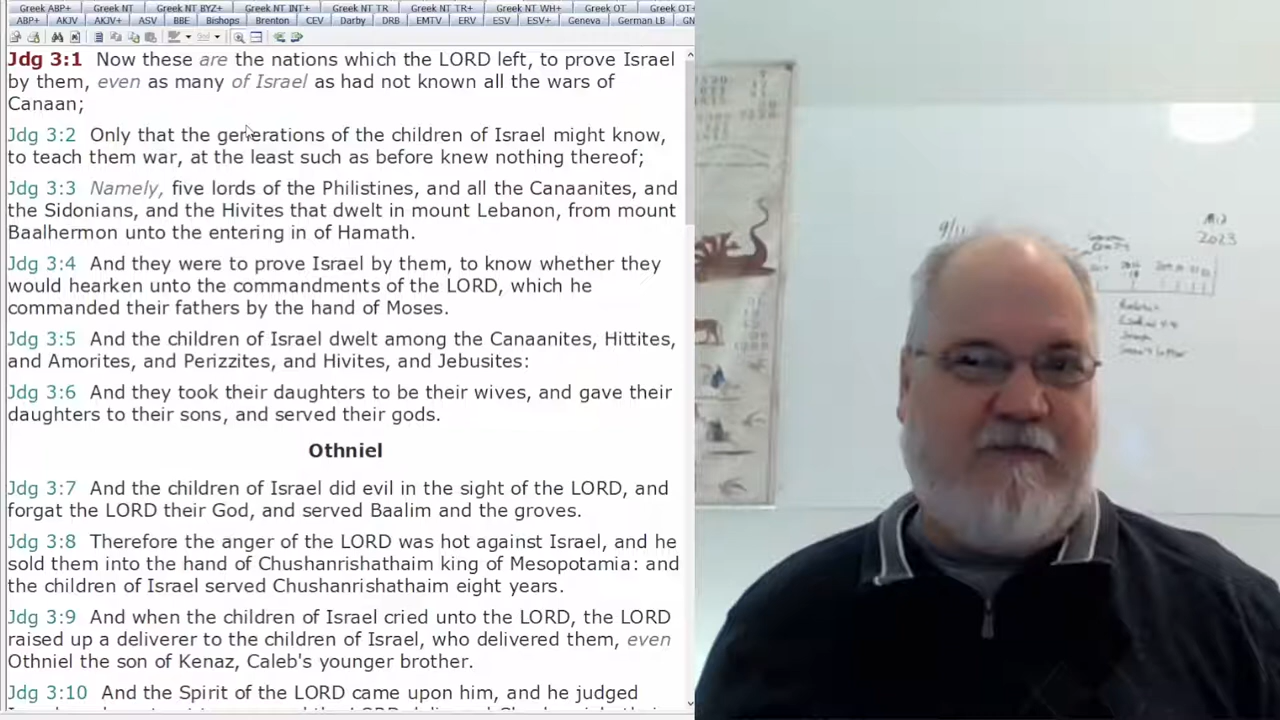 Greek ABP+ Greek NT Greek NT BYZ+ Greek NT INT+ Greek NT TR Greek NT TR+ Greek NT WH+ Greek OT Greek OT+
ABP+ AKJV AKJV+ ASV BBE Bishops Brenton CEV Darby DRB EMTV ERV ESV ESV+ Geneva German LB GN
Jdg 3:1 Now these are the nations which the LORD left, to prove Israel
by them, even as many of Israel as had not known all the wars of
Canaan;
Jdg 3:2 Only that the generations of the children of Israel might know,
to teach them war, at the least such as before knew nothing thereof;
Jdg 3:3 Namely, five lords of the Philistines, and all the Canaanites, and
the Sidonians, and the Hivites that dwelt in mount Lebanon, from mount
Baalhermon unto the entering in of Hamath.
Jdg 3:4 And they were to prove Israel by them, to know whether they
would hearken unto the commandments of the LORD, which he
commanded their fathers by the hand of Moses.
Jdg 3:5 And the children of Israel dwelt among the Canaanites, Hittites,
and Amorites, and Perizzites, and Hivites, and Jebusites:
Jdg 3:6 And they took their daughters to be their wives, and gave their
daughters to their sons, and served their gods.
Othniel
Jdg 3:7 And the children of Israel did evil in the sight of the LORD, and
forgat the LORD their God, and served Baalim and the groves.
Jdg 3:8 Therefore the anger of the LORD was hot against Israel, and he
sold them into the hand of Chushanrishathaim king of Mesopotamia: and
the children of Israel served Chushanrishathaim eight years.
Jdg 3:9 And when the children of Israel cried unto the LORD, the LORD
raised up a deliverer to the children of Israel, who delivered them, even
Othniel the son of Kenaz, Caleb's younger brother.
Jdg 3:10 And the Spirit of the LORD came upon him, and he judged
9/11
2023